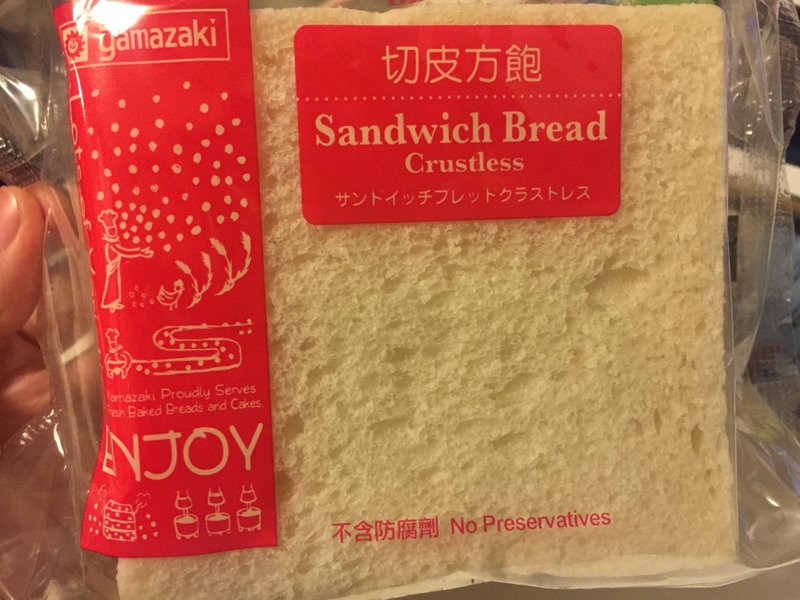 yamazaki
切皮方飽
Sandwich Bread
Crustless
サンドイッチフレットクラストレス
Yamazaki Proudly Serves
Fresh Baked Breads and Cakes.
ENJOY
不含防腐劑 No Preservatives